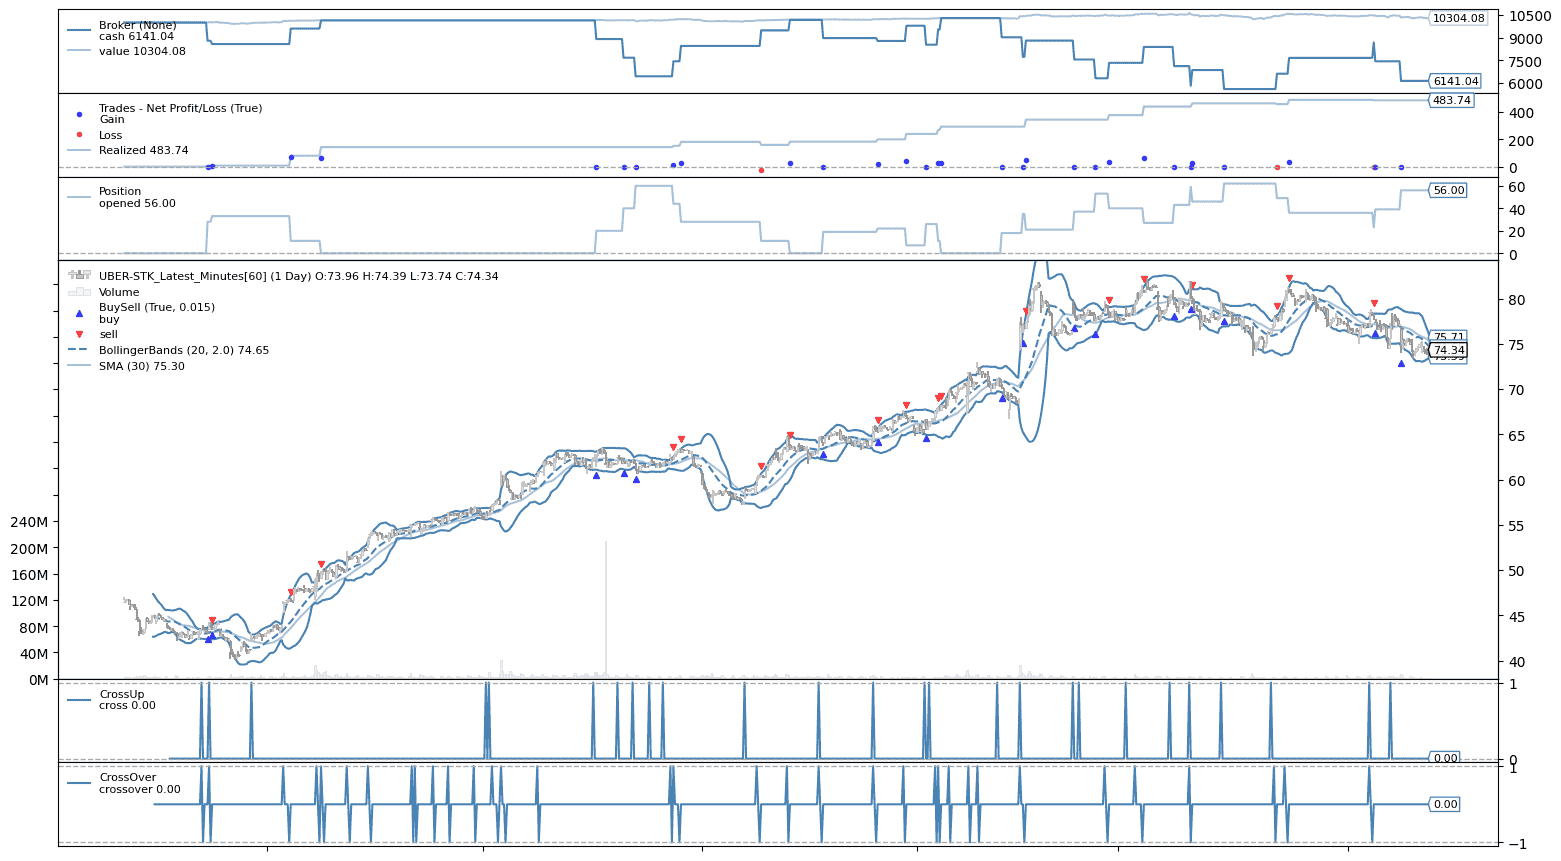 Broker (None)
cash 6141.04
value 10304.08
10304.08
6141.04
10500
9000
7500
6000
Trades - Net Profit/Loss (True)
Gain
Loss
Realized 483.74
483.74
400
200
0
Position
opened 56.00
56.00
60
40
20
0
UBER-STK_Latest_Minutes[60] (1 Day) O:73.96 H:74.39 L:73.74 C:74.34
Volume
BuySell (True, 0.015)
buy
sell
BollingerBands (20, 2.0) 74.65
SMA (30) 75.30
75.71
74.34
80
75
70
65
60
55
50
45
40
240M
200M
160M
120M
80M
40M
0M
CrossUp
cross 0.00
0.00
1
0
CrossOver
crossover 0.00
0.00
1
−1